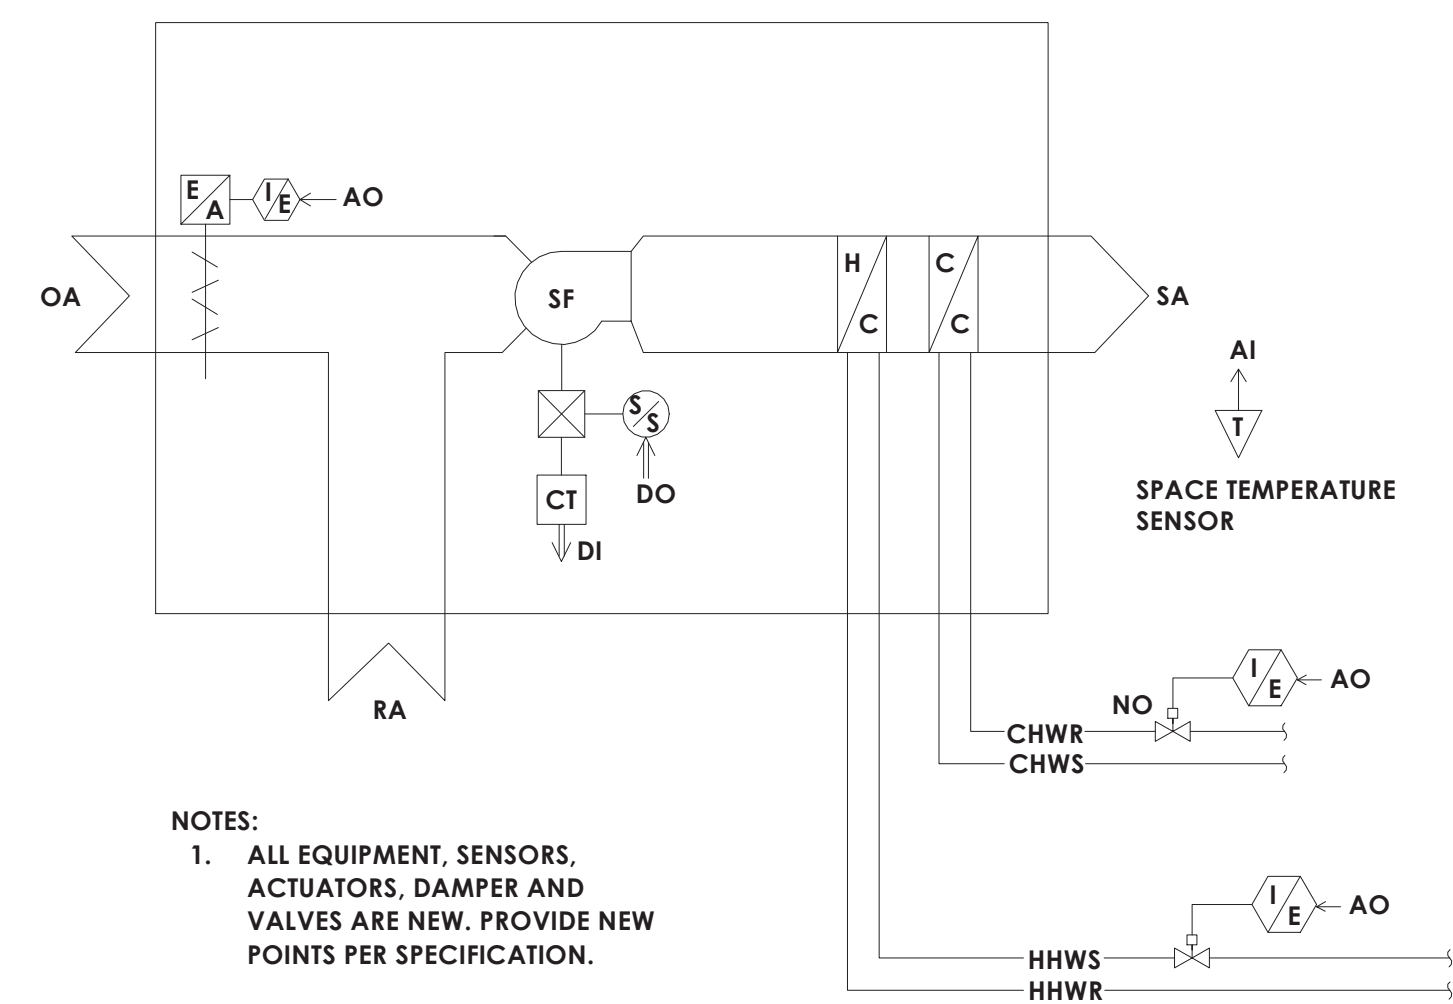 E
A
I
E
AO
OA
SF
H
C
C
C
SA
AI
T
SPACE TEMPERATURE
SENSOR
S
S
DO
CT
DI
RA
I
E
AO
NO
CHWR
CHWS
NOTES:
1. ALL EQUIPMENT, SENSORS,
ACTUATORS, DAMPER AND
VALVES ARE NEW. PROVIDE NEW
POINTS PER SPECIFICATION.
I
E
AO
HHWS
HHWR